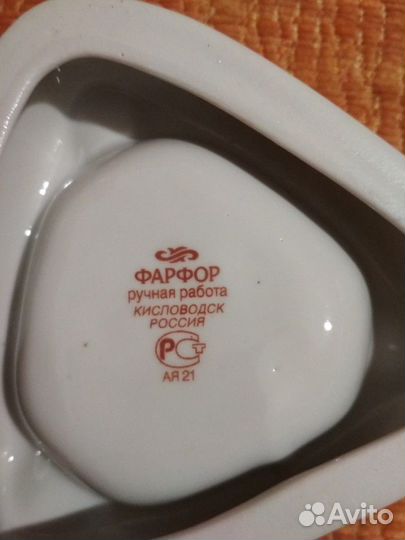 ФАРФОР
ручная работа
КИСЛОВОДСК
РОССИЯ
РСТ
АЯ 21
Avito